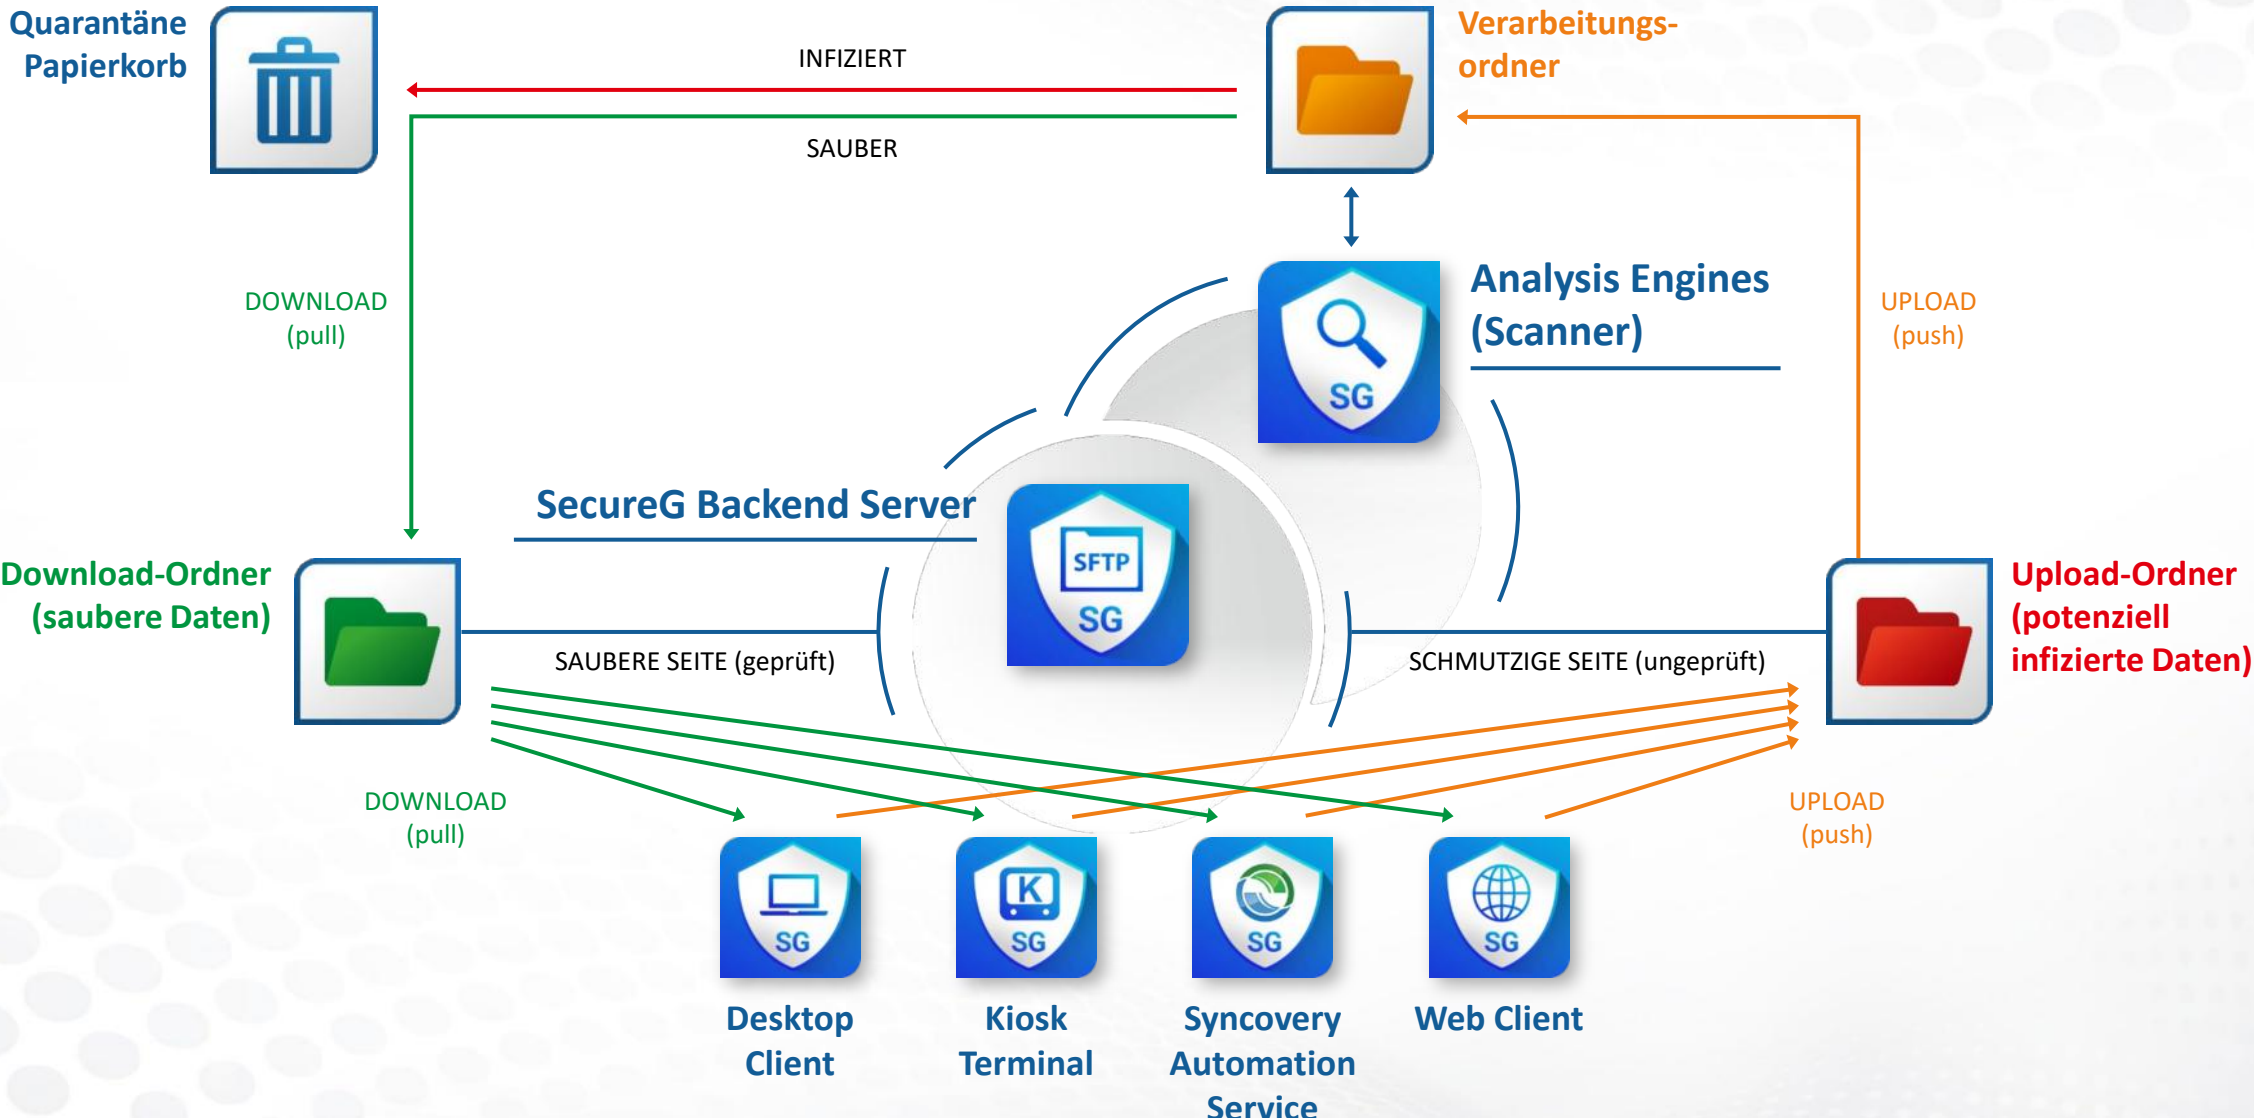 Quarantäne
Papierkorb
INFIZIERT
SAUBER
Verarbeitungs-
ordner
DOWNLOAD
(pull)
Analysis Engines
(Scanner)
SG
UPLOAD
(push)
SecureG Backend Server
SFTP
SG
Download-Ordner
(saubere Daten)
SAUBERE SEITE (geprüft)
SCHMUTZIGE SEITE (ungeprüft)
Upload-Ordner
(potenziell
infizierte Daten)
DOWNLOAD
(pull)
UPLOAD
(push)
SG
K
SG
SG
SG
Desktop
Client
Kiosk
Terminal
Syncovery
Automation
Service
Web Client